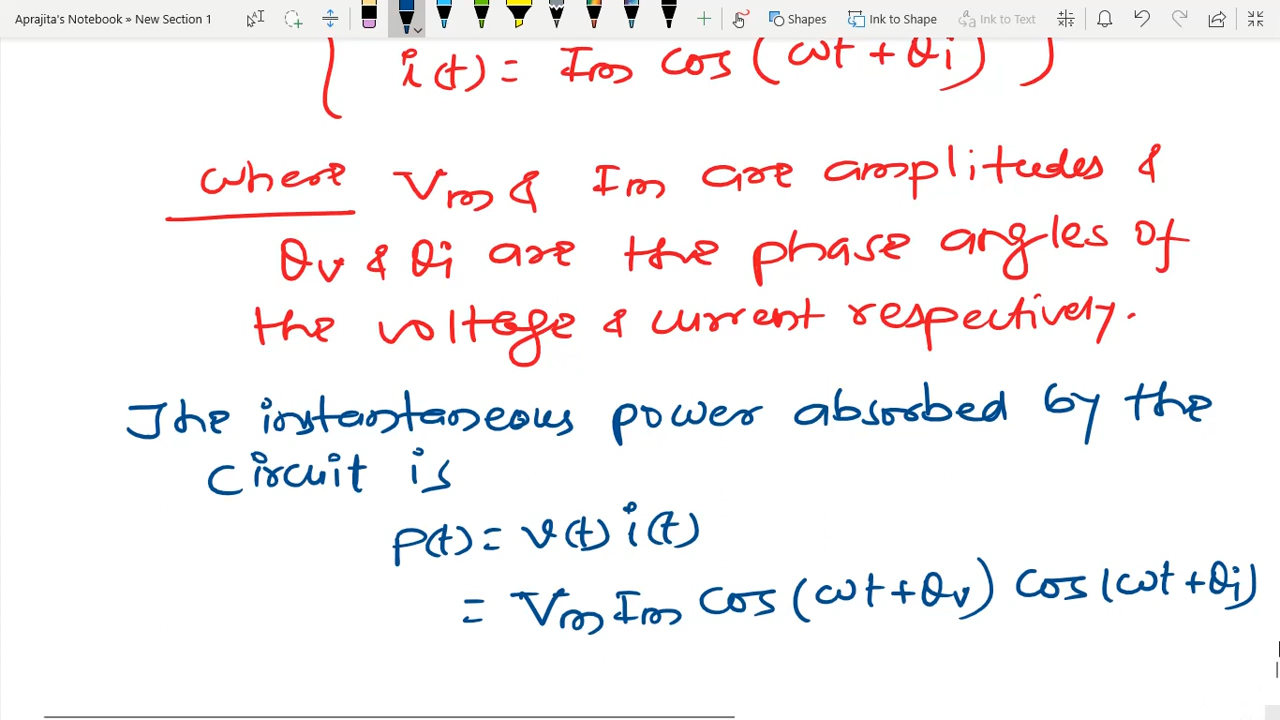 Aprajita's Notebook » New Section 1
Shapes
Ink to Shape
Ink to Text
i(t) = Im cos (ωt + θi)
where Vm & Im are amplitudes &
θv & θi are the phase angles of
the voltage & current respectively.
The instantaneous power absorbed by the
circuit is
p(t) = v(t) i(t)
= Vm Im cos (ωt + θv) cos (ωt + θi)